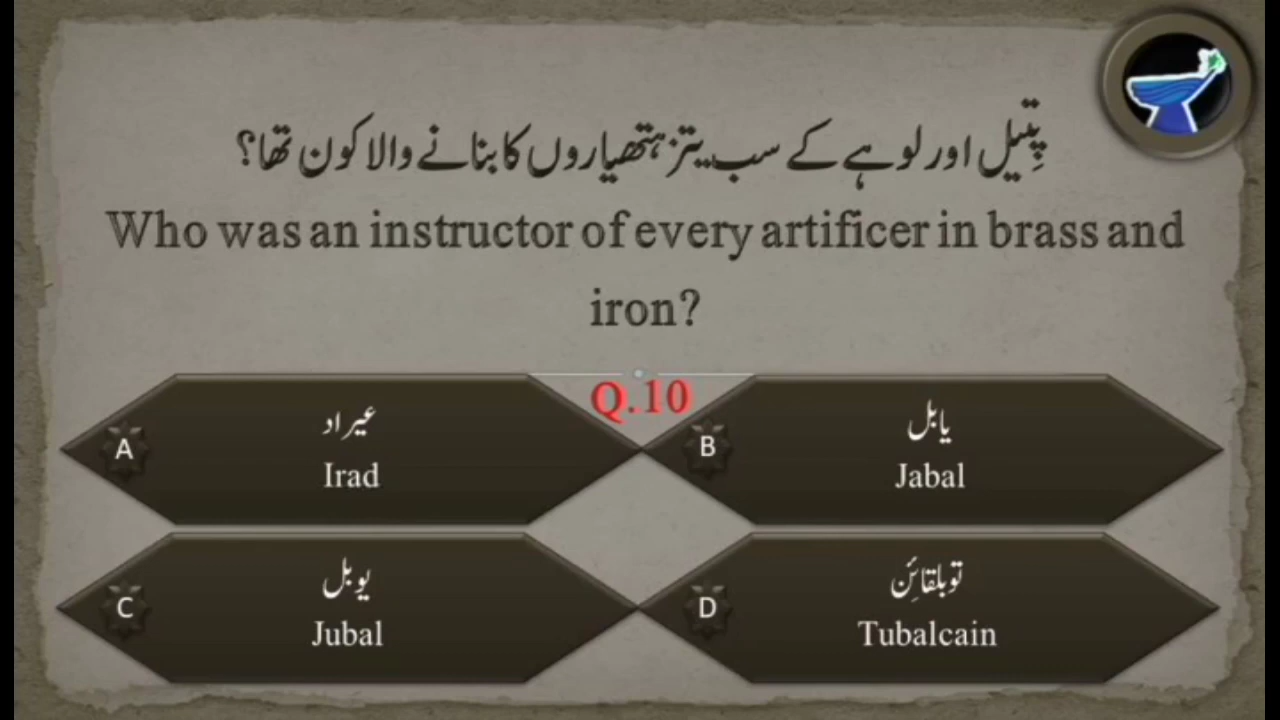 پیتل اور لوہے کے سب تیز ہتھیاروں کا بنانے والا کون تھا؟
Who was an instructor of every artificer in brass and
iron?
Q.10
A
عیراد
Irad
B
یابل
Jabal
C
یوبل
Jubal
D
توبلقائِن
Tubalcain